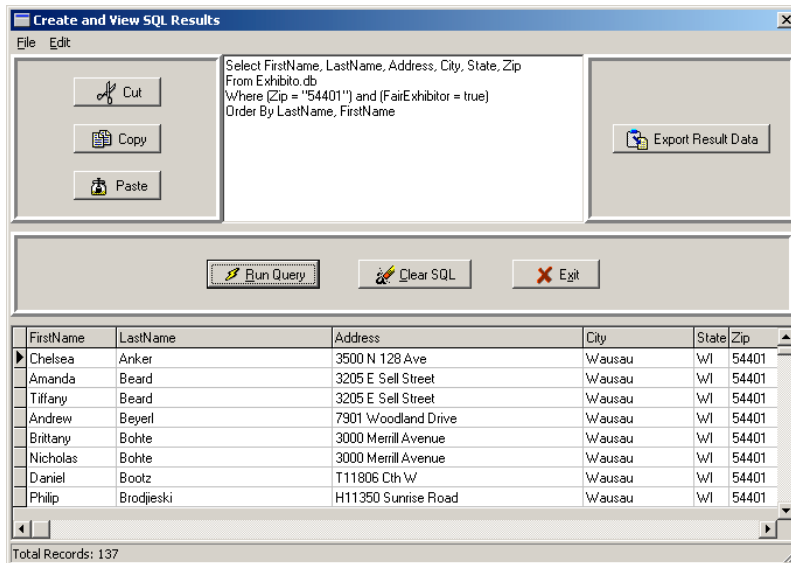 Create and View SQL Results
File Edit
Cut
Copy
Paste
Select FirstName, LastName, Address, City, State, Zip
From Exhibito.db
Where (Zip = "54401") and (FairExhibitor = true)
Order By LastName, FirstName
Export Result Data
Run Query Clear SQL Exit
FirstName LastName Address City State Zip
Chelsea Anker 3500 N 128 Ave Wausau WI 54401
Amanda Beard 3205 E Sell Street Wausau WI 54401
Tiffany Beard 3205 E Sell Street Wausau WI 54401
Andrew Beyerl 7901 Woodland Drive Wausau WI 54401
Brittany Bohte 3000 Merrill Avenue Wausau WI 54401
Nicholas Bohte 3000 Merrill Avenue Wausau WI 54401
Daniel Bootz T11806 Cth W Wausau WI 54401
Philip Brodjieski H11350 Sunrise Road Wausau WI 54401
Total Records: 137